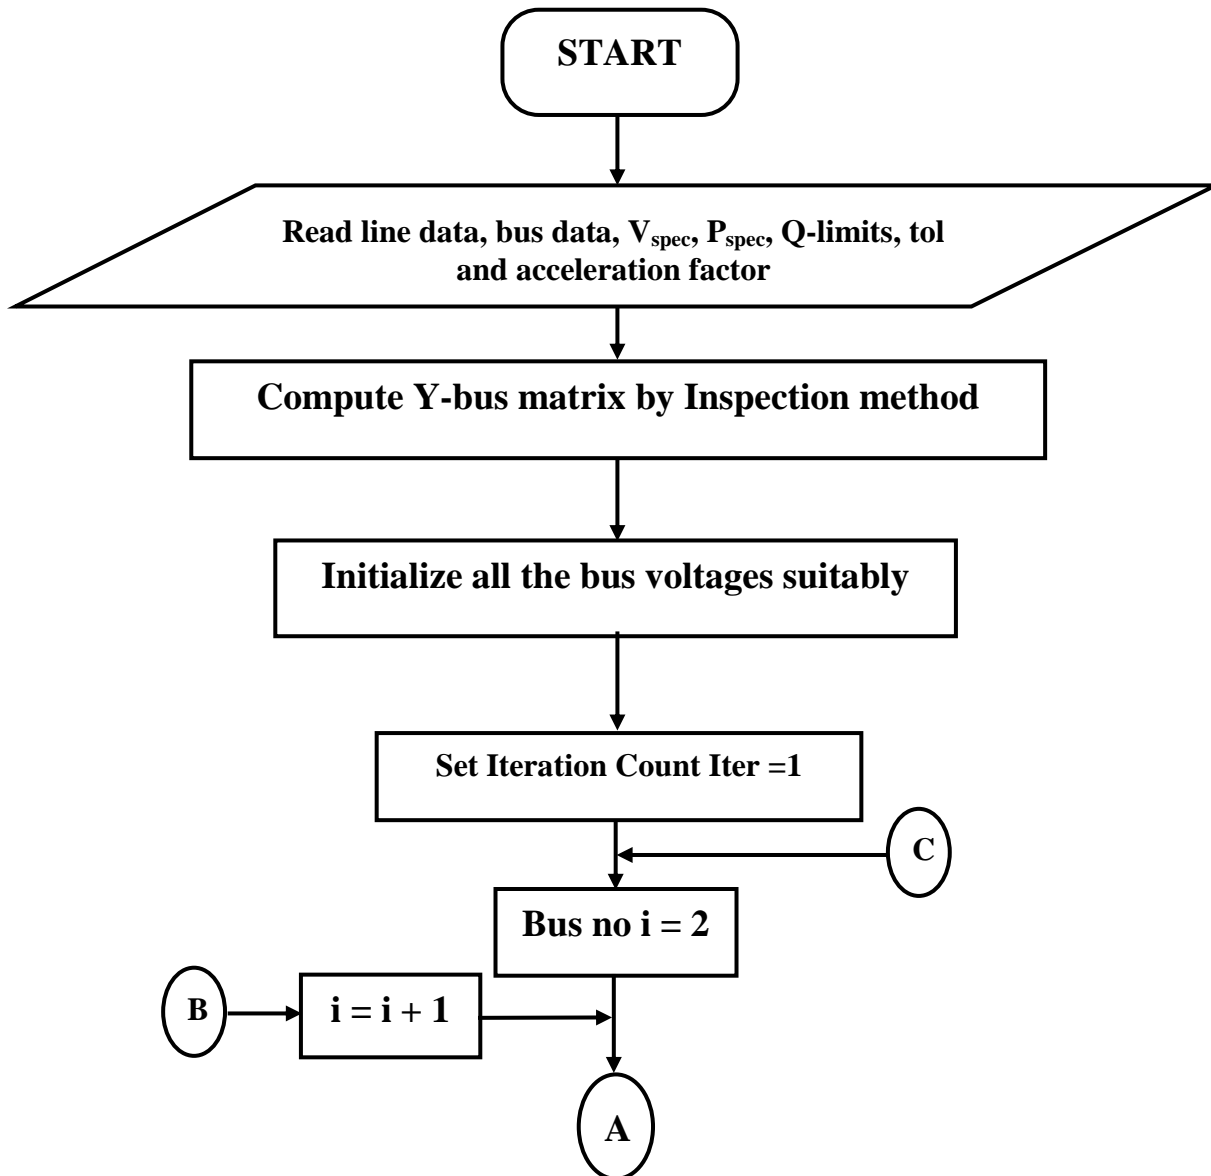 START
Read line data, bus data, Vspec, Pspec, Q-limits, tol
and acceleration factor
Compute Y-bus matrix by Inspection method
Initialize all the bus voltages suitably
Set Iteration Count Iter =1
C
Bus no i = 2
B
i = i + 1
A